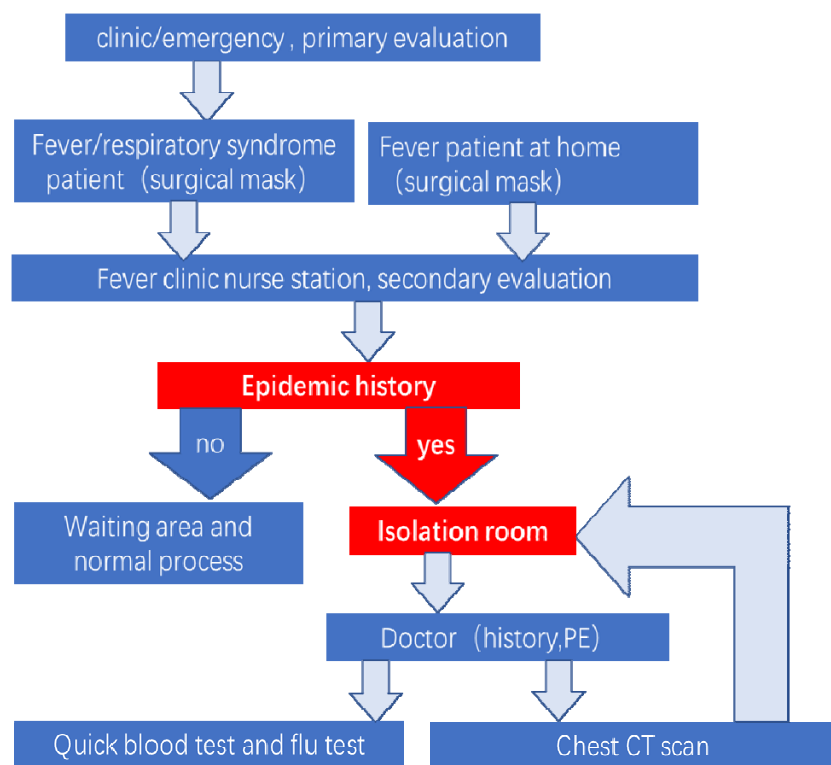 clinic/emergency , primary evaluation
Fever/respiratory syndrome
patient（surgical mask）
Fever patient at home
（surgical mask）
Fever clinic nurse station, secondary evaluation
Epidemic history
no
yes
Waiting area and
normal process
Isolation room
Doctor（history,PE）
Quick blood test and flu test
Chest CT scan